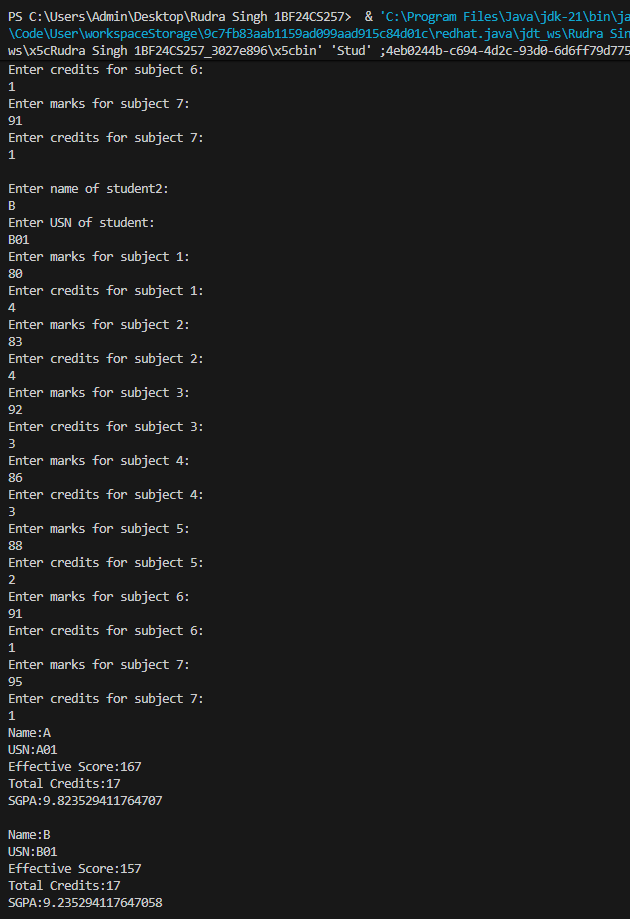 PS C:\Users\Admin\Desktop\Rudra Singh 1BF24CS257>  & 'C:\Program Files\Java\jdk-21\bin\ja
\Code\User\workspaceStorage\9c7fb83aab1159ad099aad915c84d01c\redhat.java\jdt_ws\Rudra Sin
ws\x5cRudra Singh 1BF24CS257_3027e896\x5cbin' 'Stud' ;4eb0244b-c694-4d2c-93d0-6d6ff79d775
Enter credits for subject 6:
1
Enter marks for subject 7:
91
Enter credits for subject 7:
1
Enter name of student2:
B
Enter USN of student:
B01
Enter marks for subject 1:
80
Enter credits for subject 1:
4
Enter marks for subject 2:
83
Enter credits for subject 2:
4
Enter marks for subject 3:
92
Enter credits for subject 3:
3
Enter marks for subject 4:
86
Enter credits for subject 4:
3
Enter marks for subject 5:
88
Enter credits for subject 5:
2
Enter marks for subject 6:
91
Enter credits for subject 6:
1
Enter marks for subject 7:
95
Enter credits for subject 7:
1
Name:A
USN:A01
Effective Score:167
Total Credits:17
SGPA:9.823529411764707
Name:B
USN:B01
Effective Score:157
Total Credits:17
SGPA:9.235294117647058